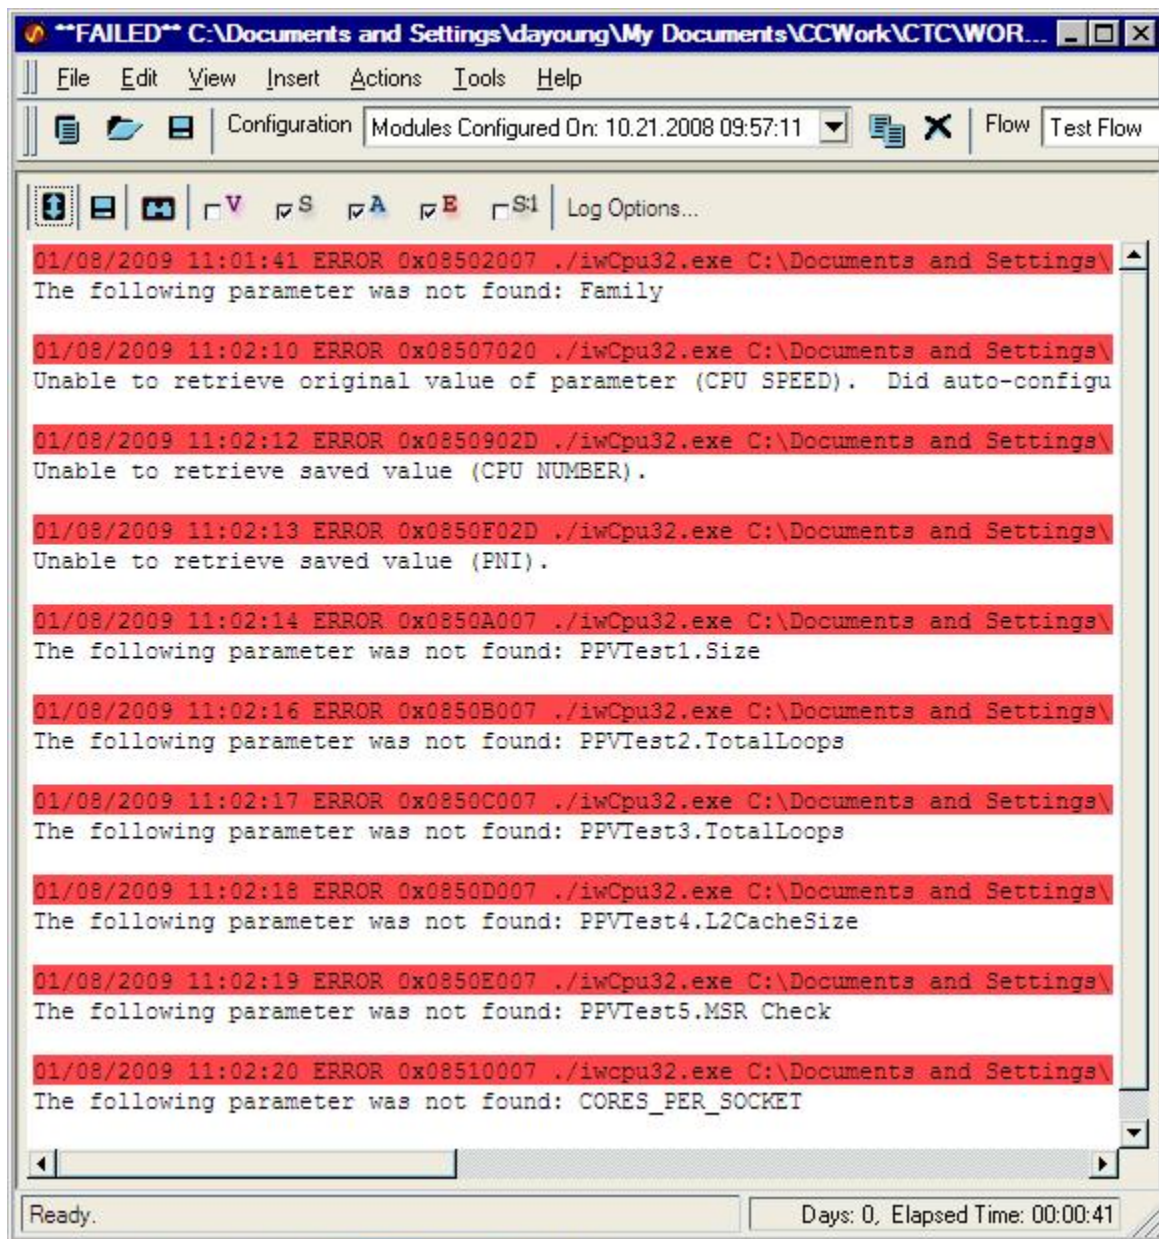 **FAILED** C:\Documents and Settings\dayoung\My Documents\CCWork\CTC\WOR...
File Edit View Insert Actions Tools Help
Configuration Modules Configured On: 10.21.2008 09:57:11 Flow Test Flow
V S A E S:1 Log Options...
01/08/2009 11:01:41 ERROR 0x08502007 ./iwCpu32.exe C:\Documents and Settings\
The following parameter was not found: Family
01/08/2009 11:02:10 ERROR 0x08507020 ./iwCpu32.exe C:\Documents and Settings\
Unable to retrieve original value of parameter (CPU SPEED).  Did auto-configu
01/08/2009 11:02:12 ERROR 0x0850902D ./iwCpu32.exe C:\Documents and Settings\
Unable to retrieve saved value (CPU NUMBER).
01/08/2009 11:02:13 ERROR 0x0850F02D ./iwCpu32.exe C:\Documents and Settings\
Unable to retrieve saved value (PNI).
01/08/2009 11:02:14 ERROR 0x0850A007 ./iwCpu32.exe C:\Documents and Settings\
The following parameter was not found: PPVTest1.Size
01/08/2009 11:02:16 ERROR 0x0850B007 ./iwCpu32.exe C:\Documents and Settings\
The following parameter was not found: PPVTest2.TotalLoops
01/08/2009 11:02:17 ERROR 0x0850C007 ./iwCpu32.exe C:\Documents and Settings\
The following parameter was not found: PPVTest3.TotalLoops
01/08/2009 11:02:18 ERROR 0x0850D007 ./iwCpu32.exe C:\Documents and Settings\
The following parameter was not found: PPVTest4.L2CacheSize
01/08/2009 11:02:19 ERROR 0x0850E007 ./iwCpu32.exe C:\Documents and Settings\
The following parameter was not found: PPVTest5.MSR Check
01/08/2009 11:02:20 ERROR 0x08510007 ./iwcpu32.exe C:\Documents and Settings\
The following parameter was not found: CORES_PER_SOCKET
Ready. Days: 0, Elapsed Time: 00:00:41